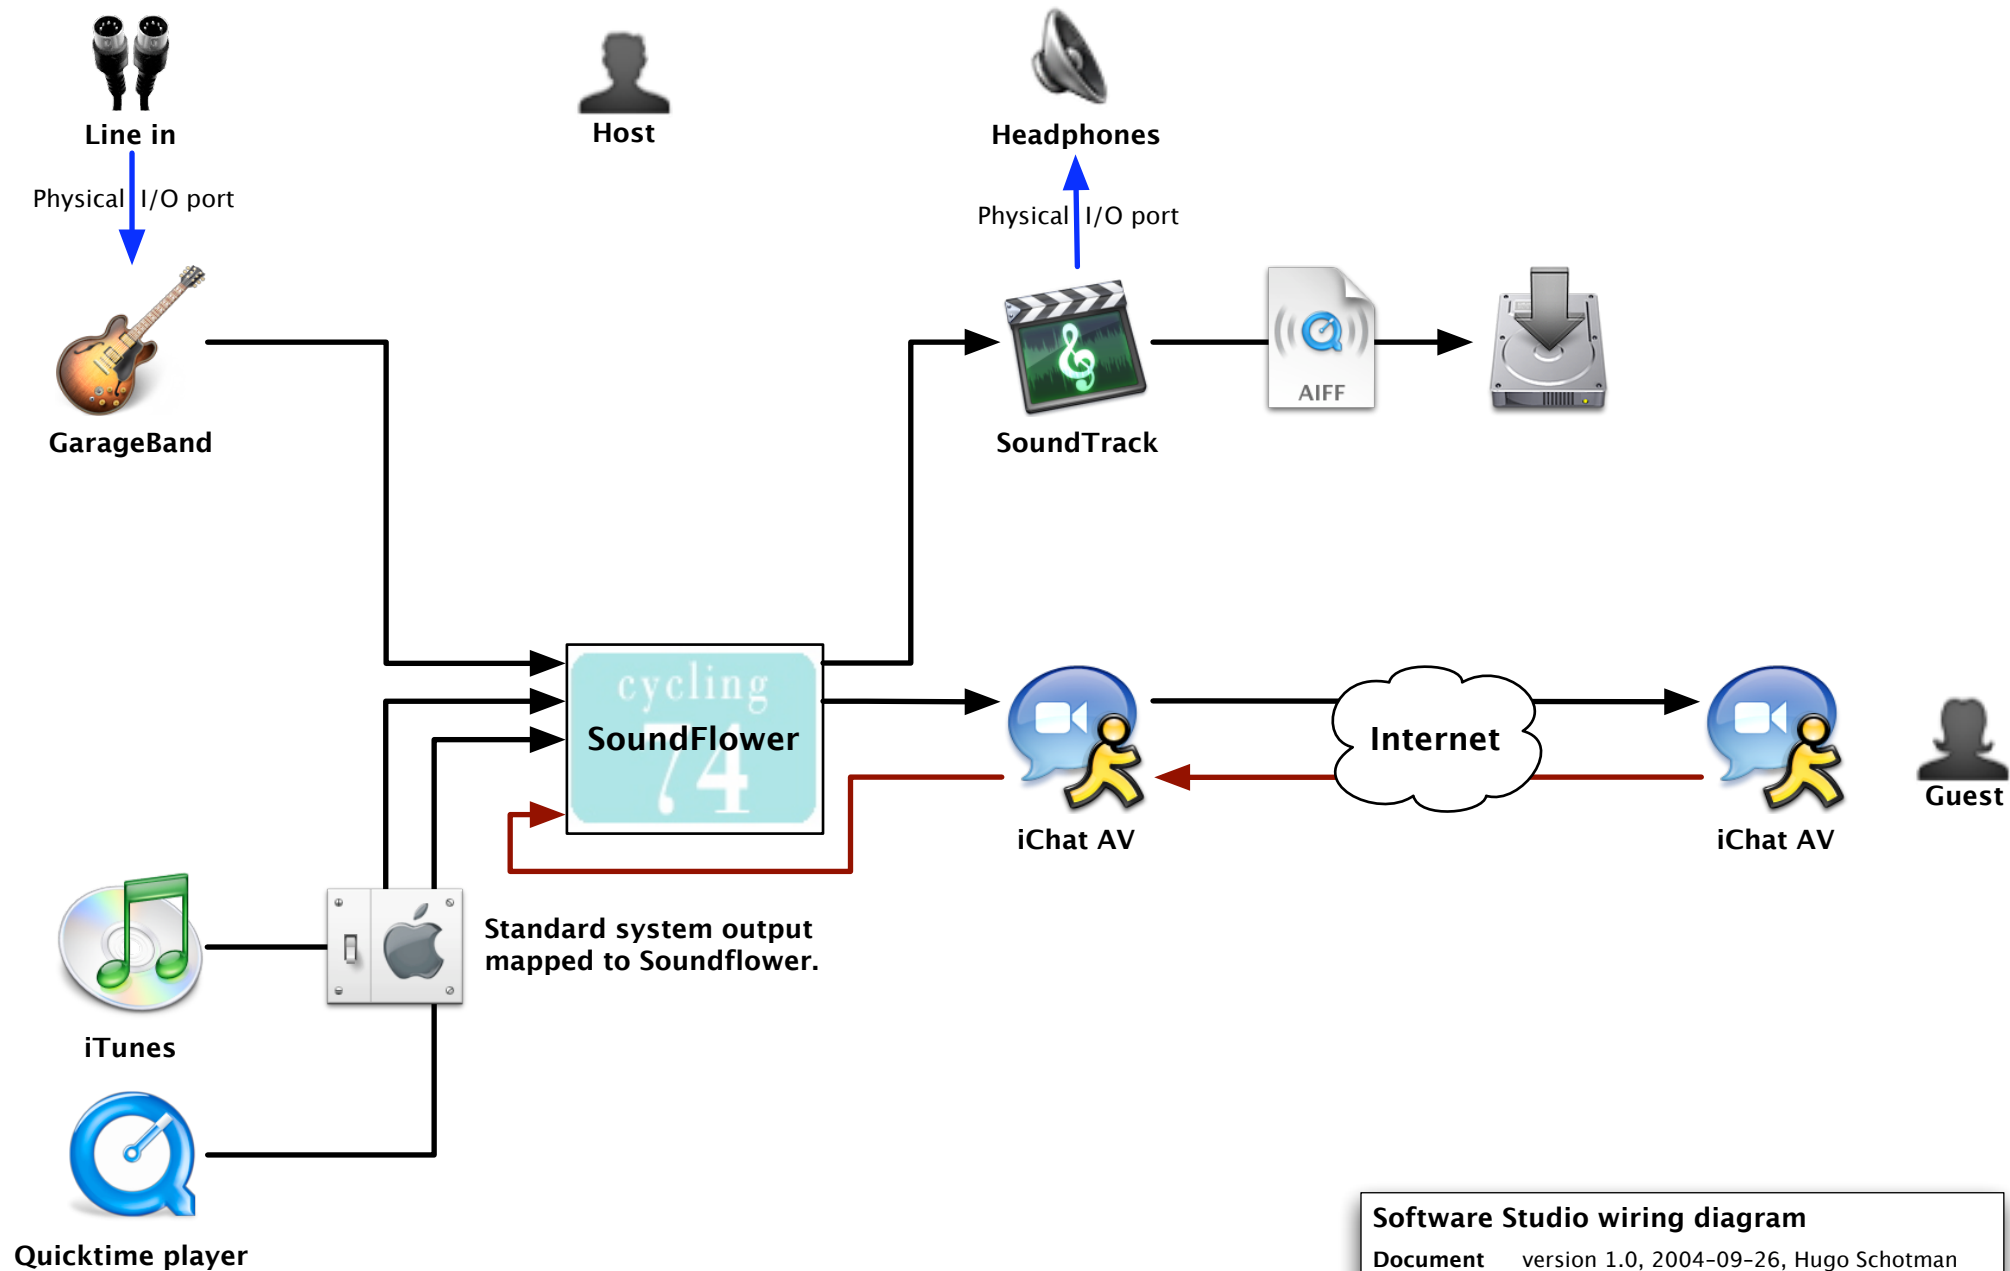 Line in
Host
Headphones
Physical I/O port
Physical I/O port
AIFF
GarageBand
SoundTrack
cycling
74
SoundFlower
Internet
Guest
iChat AV
iChat AV
Standard system output
mapped to Soundflower.
iTunes
Quicktime player
Software Studio wiring diagram
Document version 1.0, 2004-09-26, Hugo Schotman